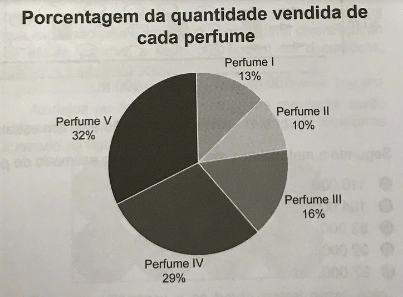 Porcentagem da quantidade vendida de
cada perfume
Perfume I
13%
Perfume II
10%
Perfume III
16%
Perfume IV
29%
Perfume V
32%